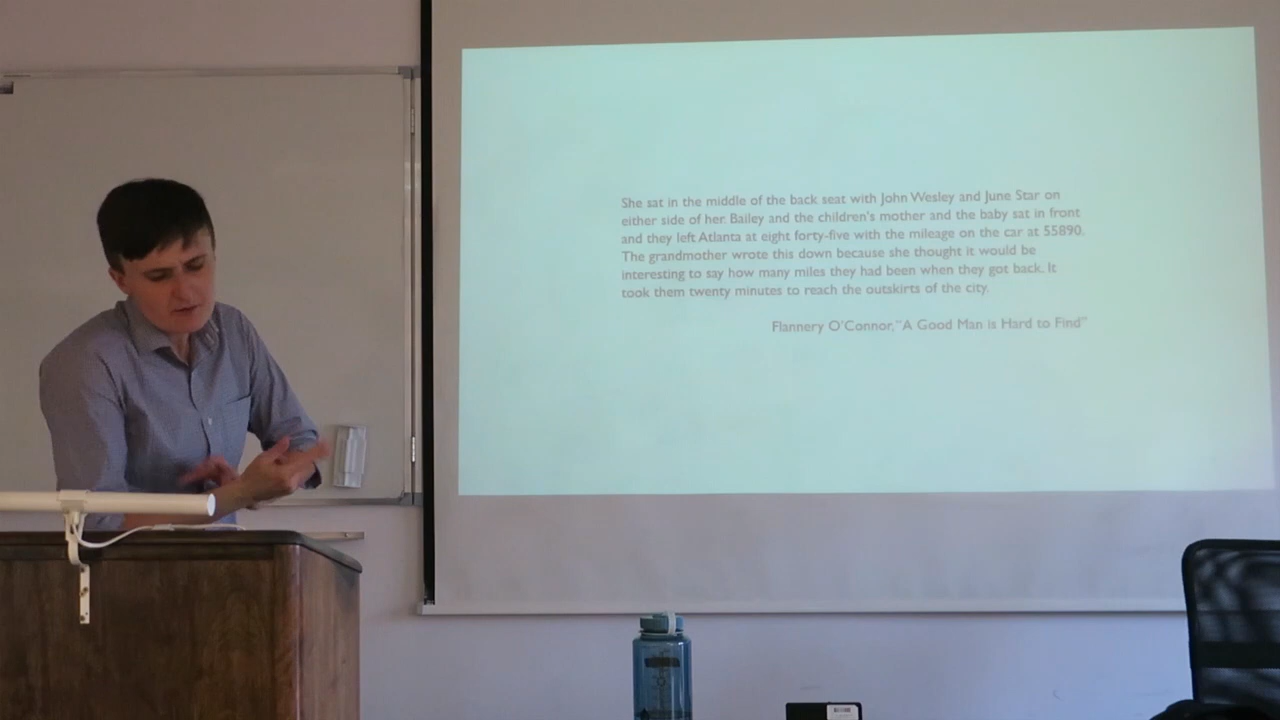 She sat in the middle of the back seat with John Wesley and June Star on
either side of her. Bailey and the children's mother and the baby sat in front
and they left Atlanta at eight forty-five with the mileage on the car at 55890.
The grandmother wrote this down because she thought it would be
interesting to say how many miles they had been when they got back. It
took them twenty minutes to reach the outskirts of the city.
Flannery O'Connor, "A Good Man is Hard to Find"